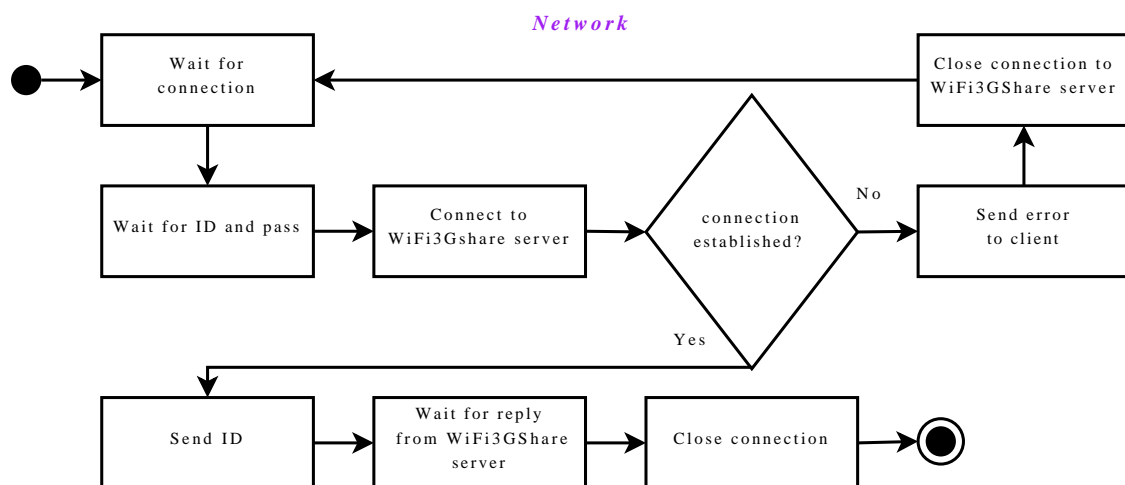 Network
Wait for
connection
Close connection to
WiFi3GShare server
Wait for ID and pass
Connect to
WiFi3Gshare server
connection
established?
No
Send error
to client
Yes
Send ID
Wait for reply
from WiFi3GShare
server
Close connection